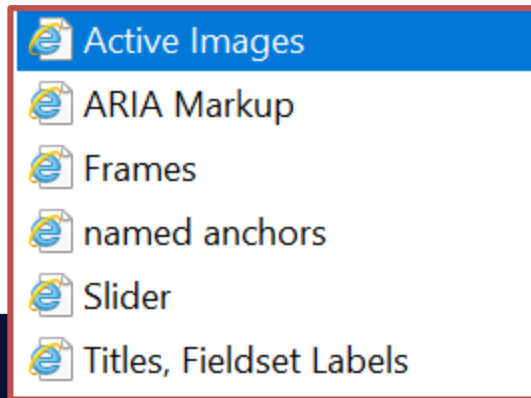 Active Images
ARIA Markup
Frames
named anchors
Slider
Titles, Fieldset Labels